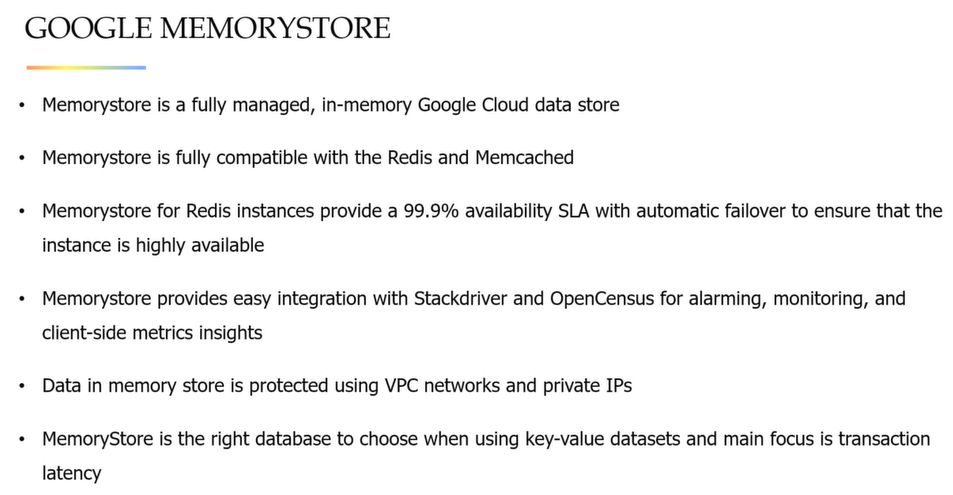 GOOGLE MEMORYSTORE
• Memorystore is a fully managed, in-memory Google Cloud data store
• Memorystore is fully compatible with the Redis and Memcached
• Memorystore for Redis instances provide a 99.9% availability SLA with automatic failover to ensure that the
instance is highly available
• Memorystore provides easy integration with Stackdriver and OpenCensus for alarming, monitoring, and
client-side metrics insights
• Data in memory store is protected using VPC networks and private IPs
• MemoryStore is the right database to choose when using key-value datasets and main focus is transaction
latency